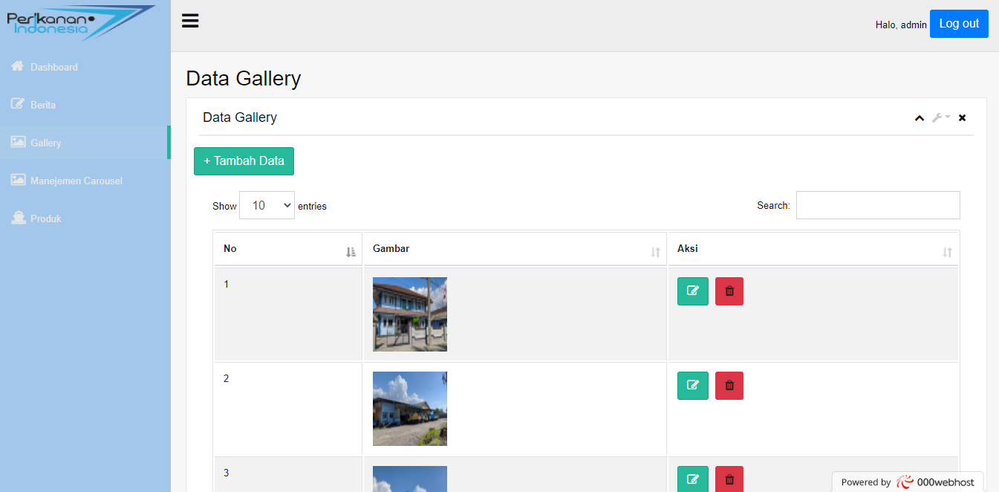 Perikanan
Indonesia
Halo, admin
Log out
Dashboard
Berita
Gallery
Manejemen Carousel
Produk
Data Gallery
Data Gallery
+ Tambah Data
Show 10 entries
Search:
No Gambar Aksi
1
2
3
Powered by 000webhost